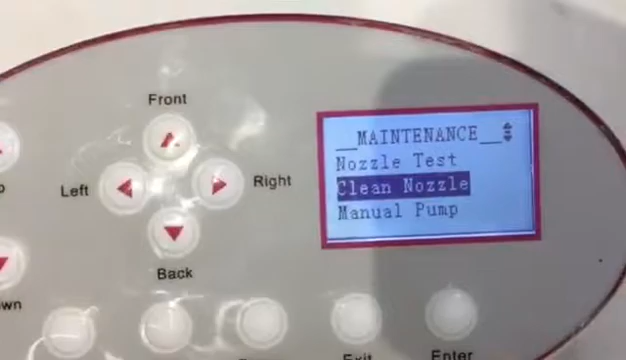 Front
__MAINTENANCE__
Nozzle Test
Clean Nozzle
Manual Pump
Left
Right
Back
Exit
Enter